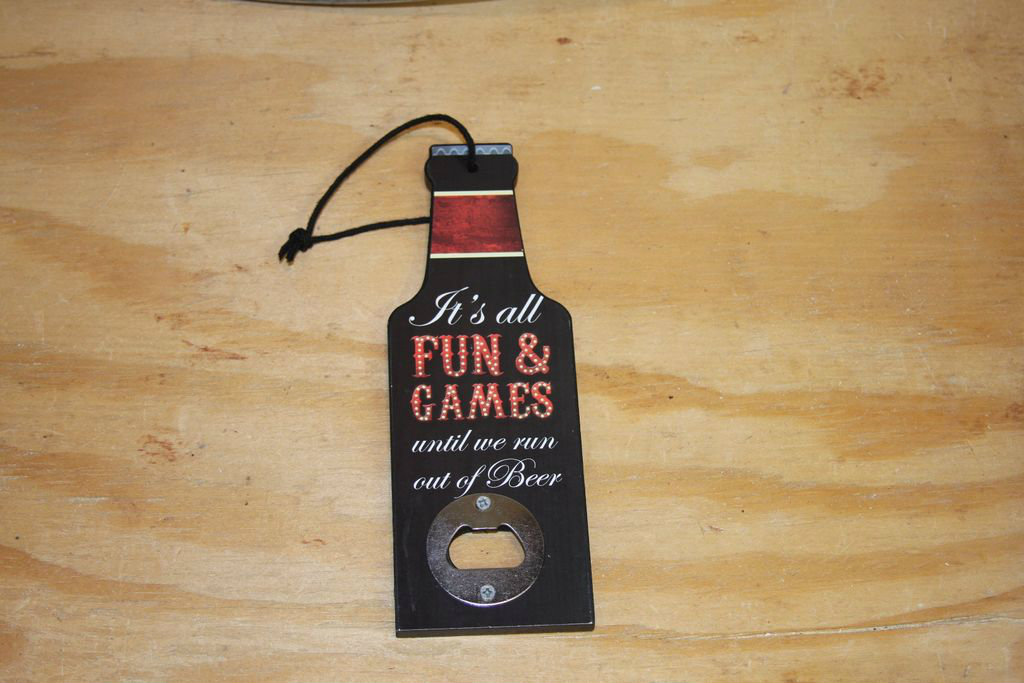 It's all
FUN &
GAMES
until we run
out of Beer